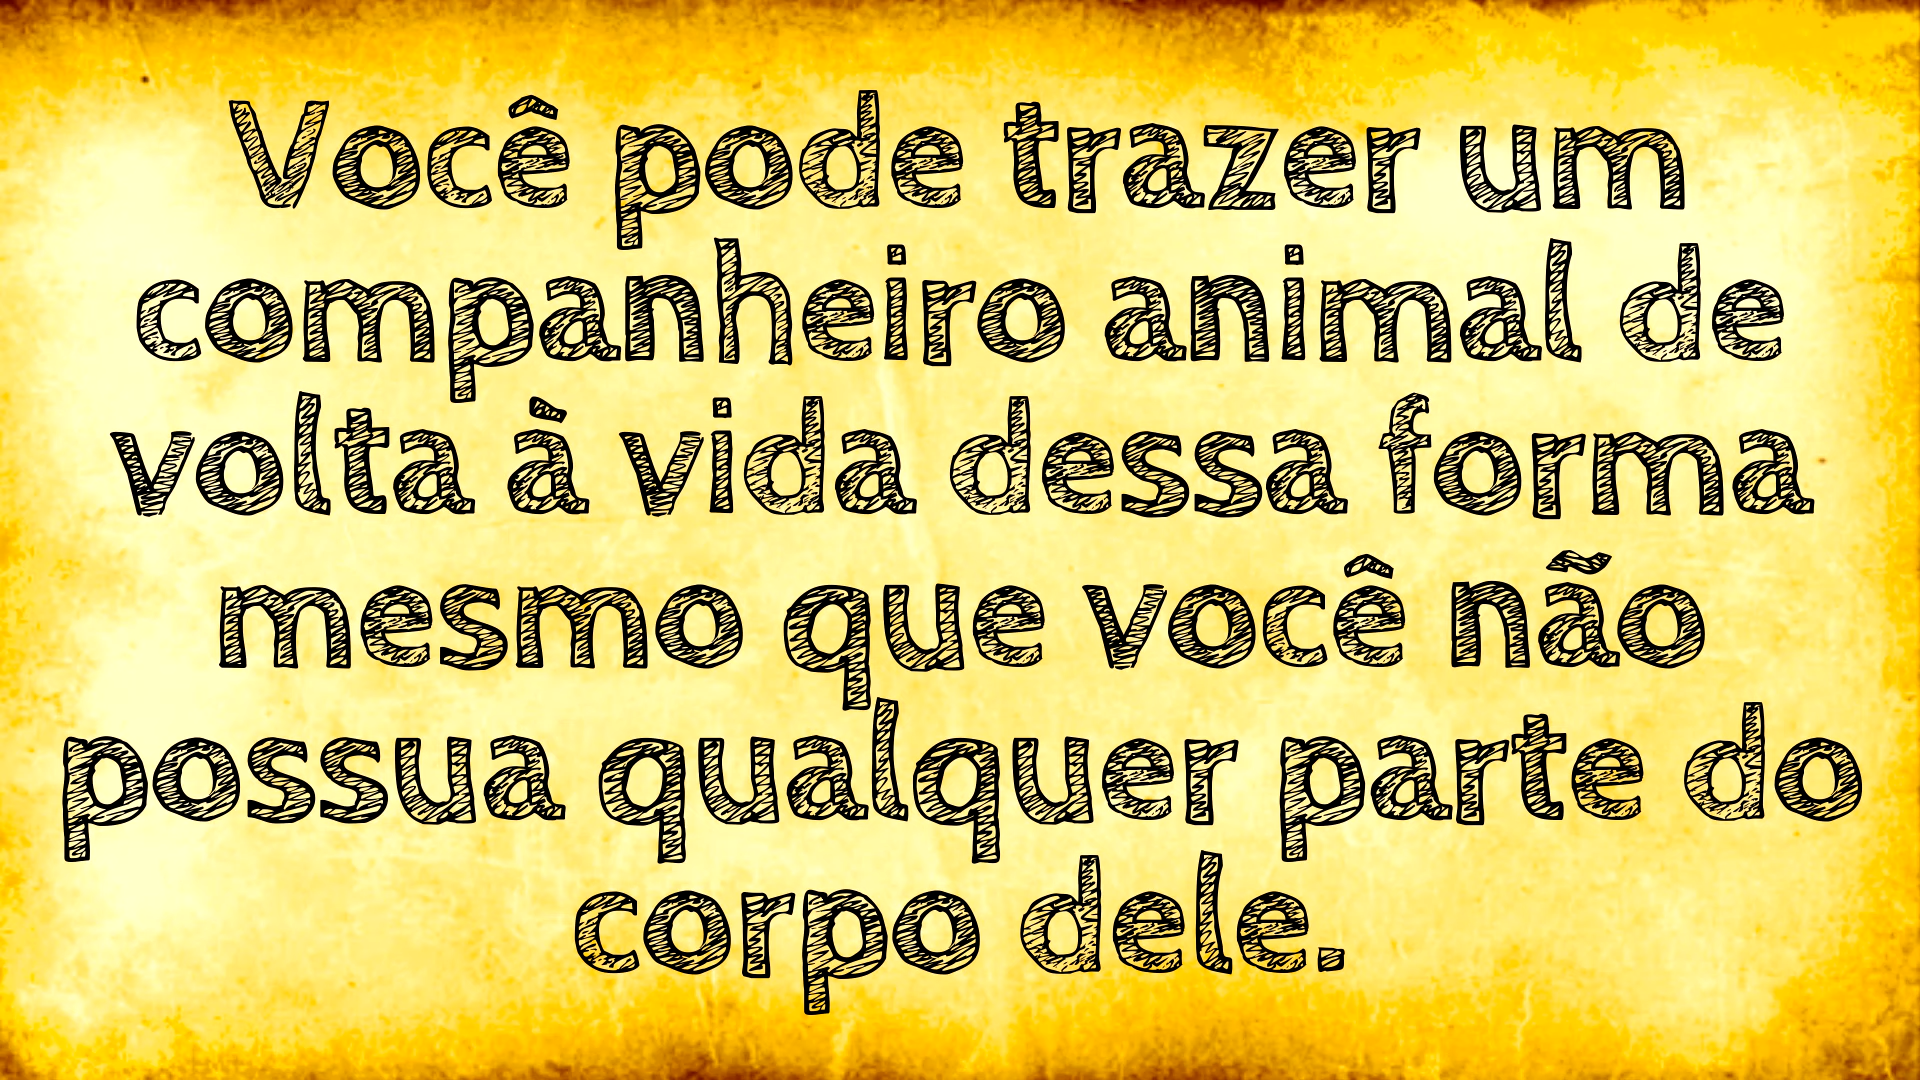 Você pode trazer um
companheiro animal de
volta à vida dessa forma
mesmo que você não
possua qualquer parte do
corpo dele.